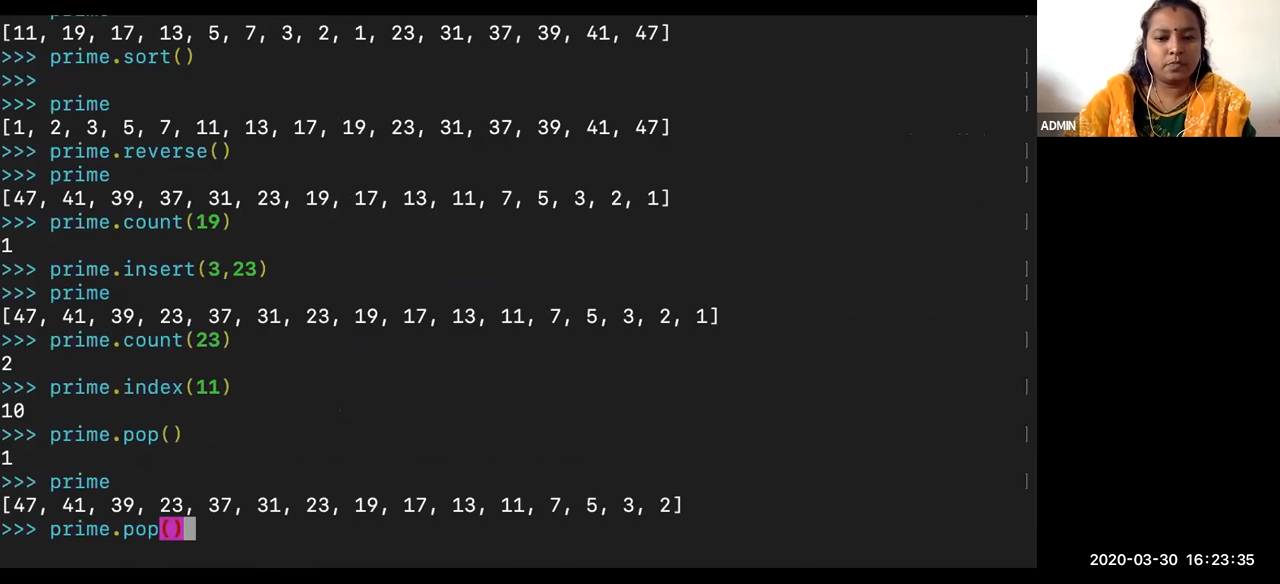 [11, 19, 17, 13, 5, 7, 3, 2, 1, 23, 31, 37, 39, 41, 47]
>>> prime.sort()
>>>
>>> prime
[1, 2, 3, 5, 7, 11, 13, 17, 19, 23, 31, 37, 39, 41, 47]
>>> prime.reverse()
>>> prime
[47, 41, 39, 37, 31, 23, 19, 17, 13, 11, 7, 5, 3, 2, 1]
>>> prime.count(19)
1
>>> prime.insert(3,23)
>>> prime
[47, 41, 39, 23, 37, 31, 23, 19, 17, 13, 11, 7, 5, 3, 2, 1]
>>> prime.count(23)
2
>>> prime.index(11)
10
>>> prime.pop()
1
>>> prime
[47, 41, 39, 23, 37, 31, 23, 19, 17, 13, 11, 7, 5, 3, 2]
>>> prime.pop()
ADMIN
2020-03-30 16:23:35